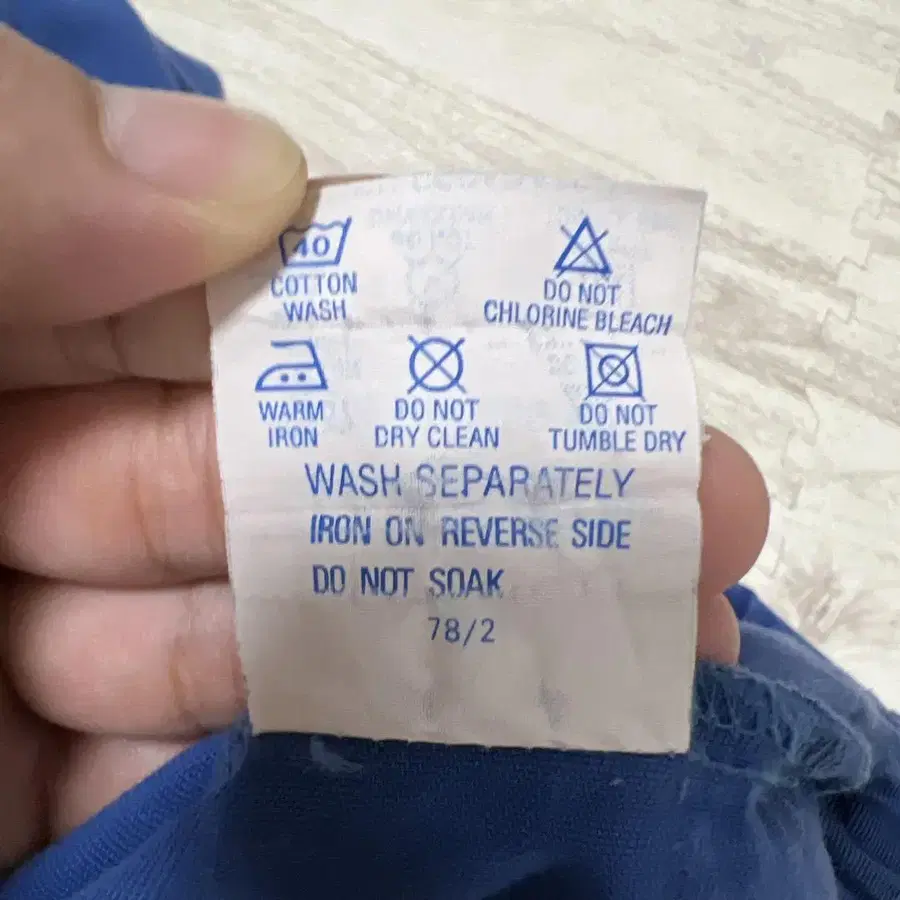 40
COTTON
WASH
DO NOT
CHLORINE BLEACH
WARM
IRON
DO NOT
DRY CLEAN
DO NOT
TUMBLE DRY
WASH SEPARATELY
IRON ON REVERSE SIDE
DO NOT SOAK
78/2